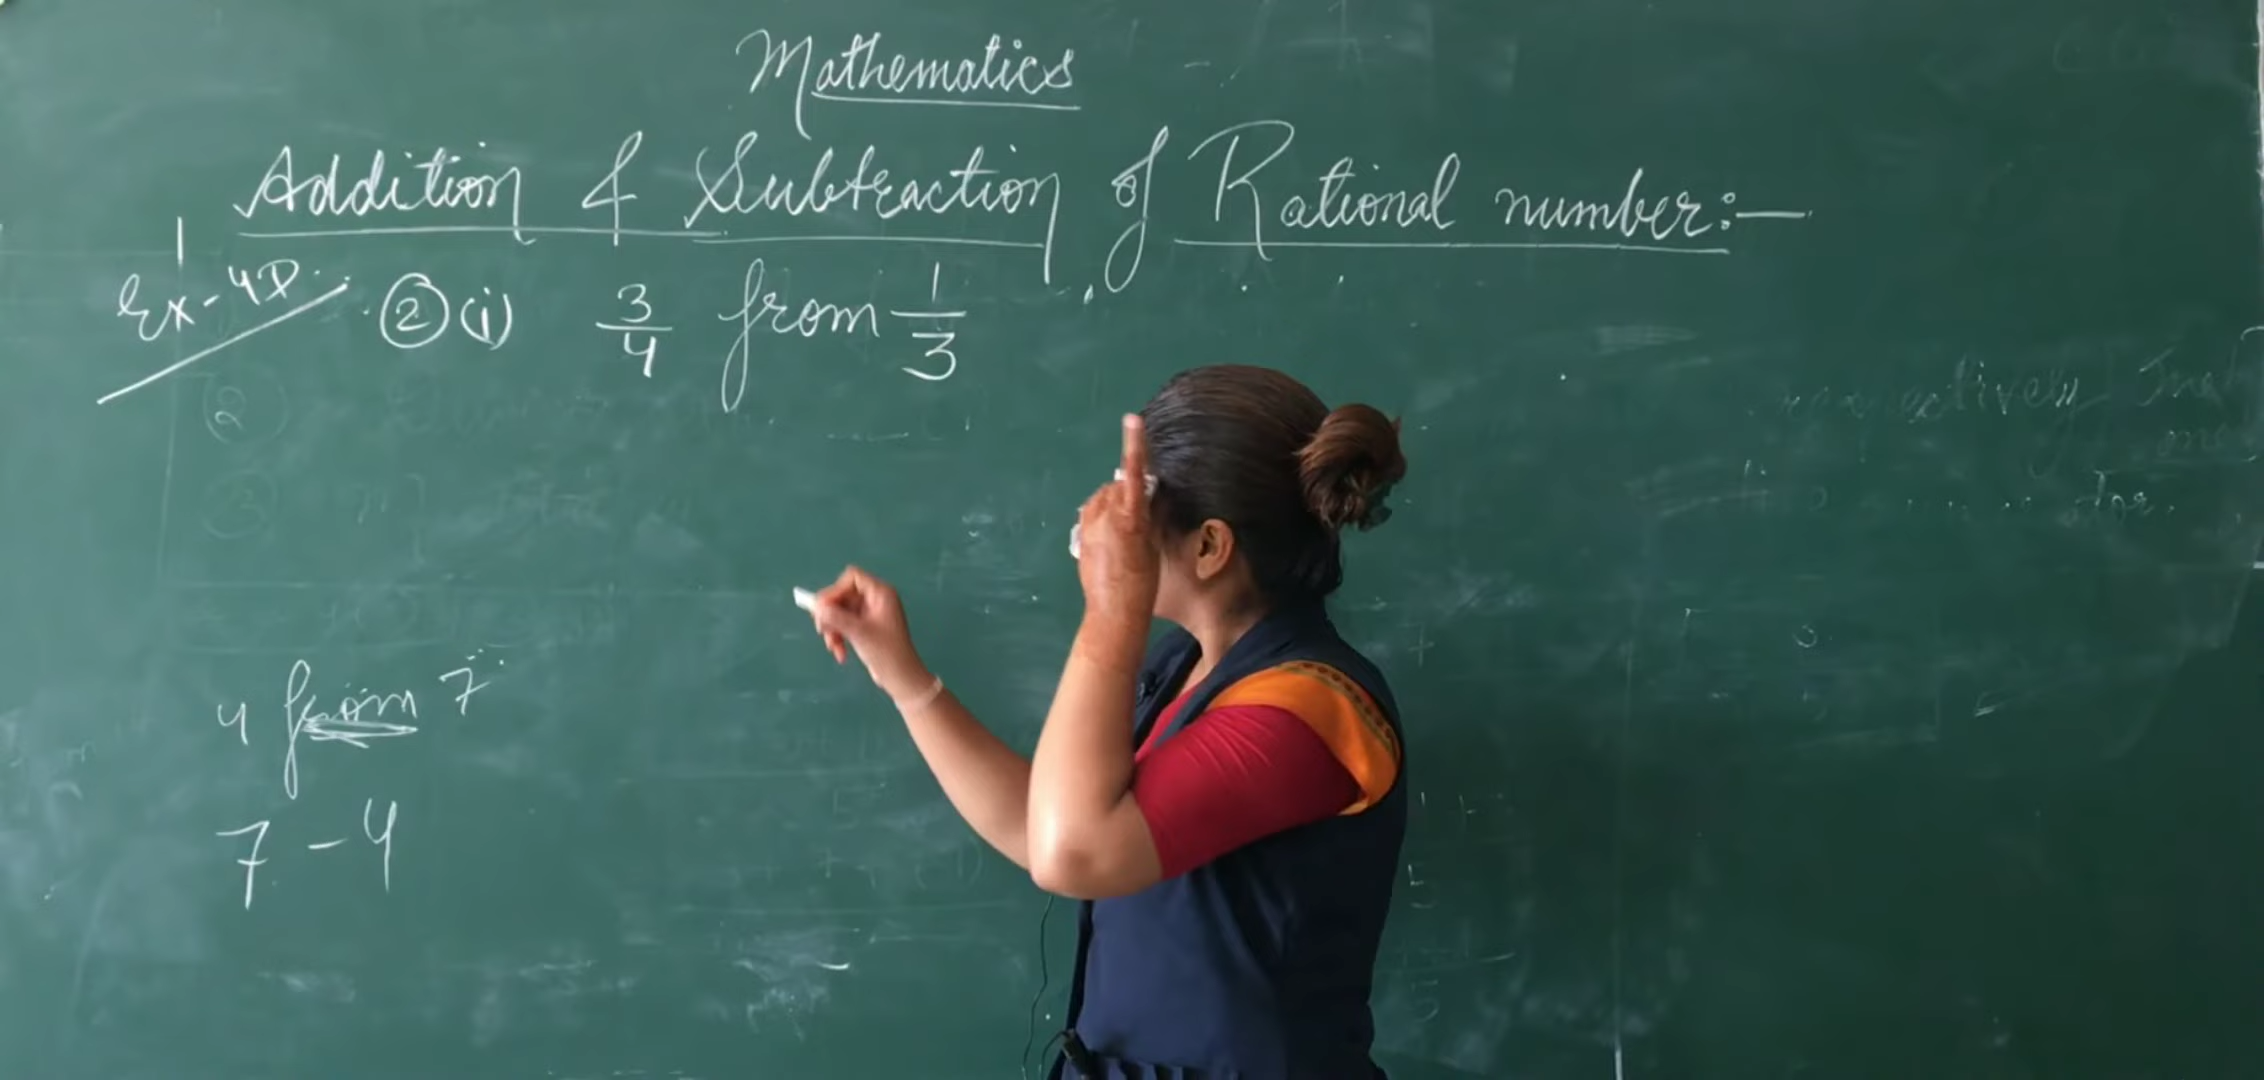 Mathematics
Addition & Subtraction of Rational number:—
Ex-4D. ②(i) 3/4 from 1/3
4 from 7
7 - 4